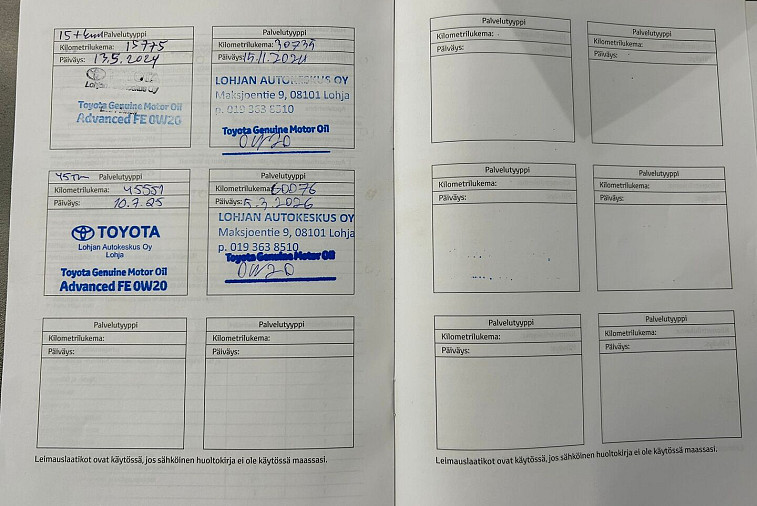 15 tkm Palvelutyyppi
Kilometrilukema: 15775
Päiväys: 13.5.2024
Lohjan Autokeskus Oy
Toyota Genuine Motor Oil
Advanced FE 0W20
Palvelutyyppi
Kilometrilukema: 30735
Päiväys: 15.11.2024
LOHJAN AUTOKESKUS OY
Maksjoentie 9, 08101 Lohja
p. 019 363 8510
Toyota Genuine Motor Oil
0W20
45 Palvelutyyppi
Kilometrilukema: 45551
Päiväys: 10.7.25
TOYOTA
Lohjan Autokeskus Oy
Lohja
Toyota Genuine Motor Oil
Advanced FE 0W20
Palvelutyyppi
Kilometrilukema: 60076
Päiväys: 5.3.2026
LOHJAN AUTOKESKUS OY
Maksjoentie 9, 08101 Lohja
p. 019 363 8510
Toyota Genuine Motor Oil
0W20
Palvelutyyppi
Kilometrilukema:
Päiväys:
Palvelutyyppi
Kilometrilukema:
Päiväys:
Leimauslaatikot ovat käytössä, jos sähköinen huoltokirja ei ole käytössä maassasi.
Palvelutyyppi
Kilometrilukema:
Päiväys:
Palvelutyyppi
Kilometrilukema:
Päiväys:
Palvelutyyppi
Kilometrilukema:
Päiväys:
Palvelutyyppi
Kilometrilukema:
Päiväys:
Palvelutyyppi
Kilometrilukema:
Päiväys:
Palvelutyyppi
Kilometrilukema:
Päiväys:
Leimauslaatikot ovat käytössä, jos sähköinen huoltokirja ei ole käytössä maassasi.